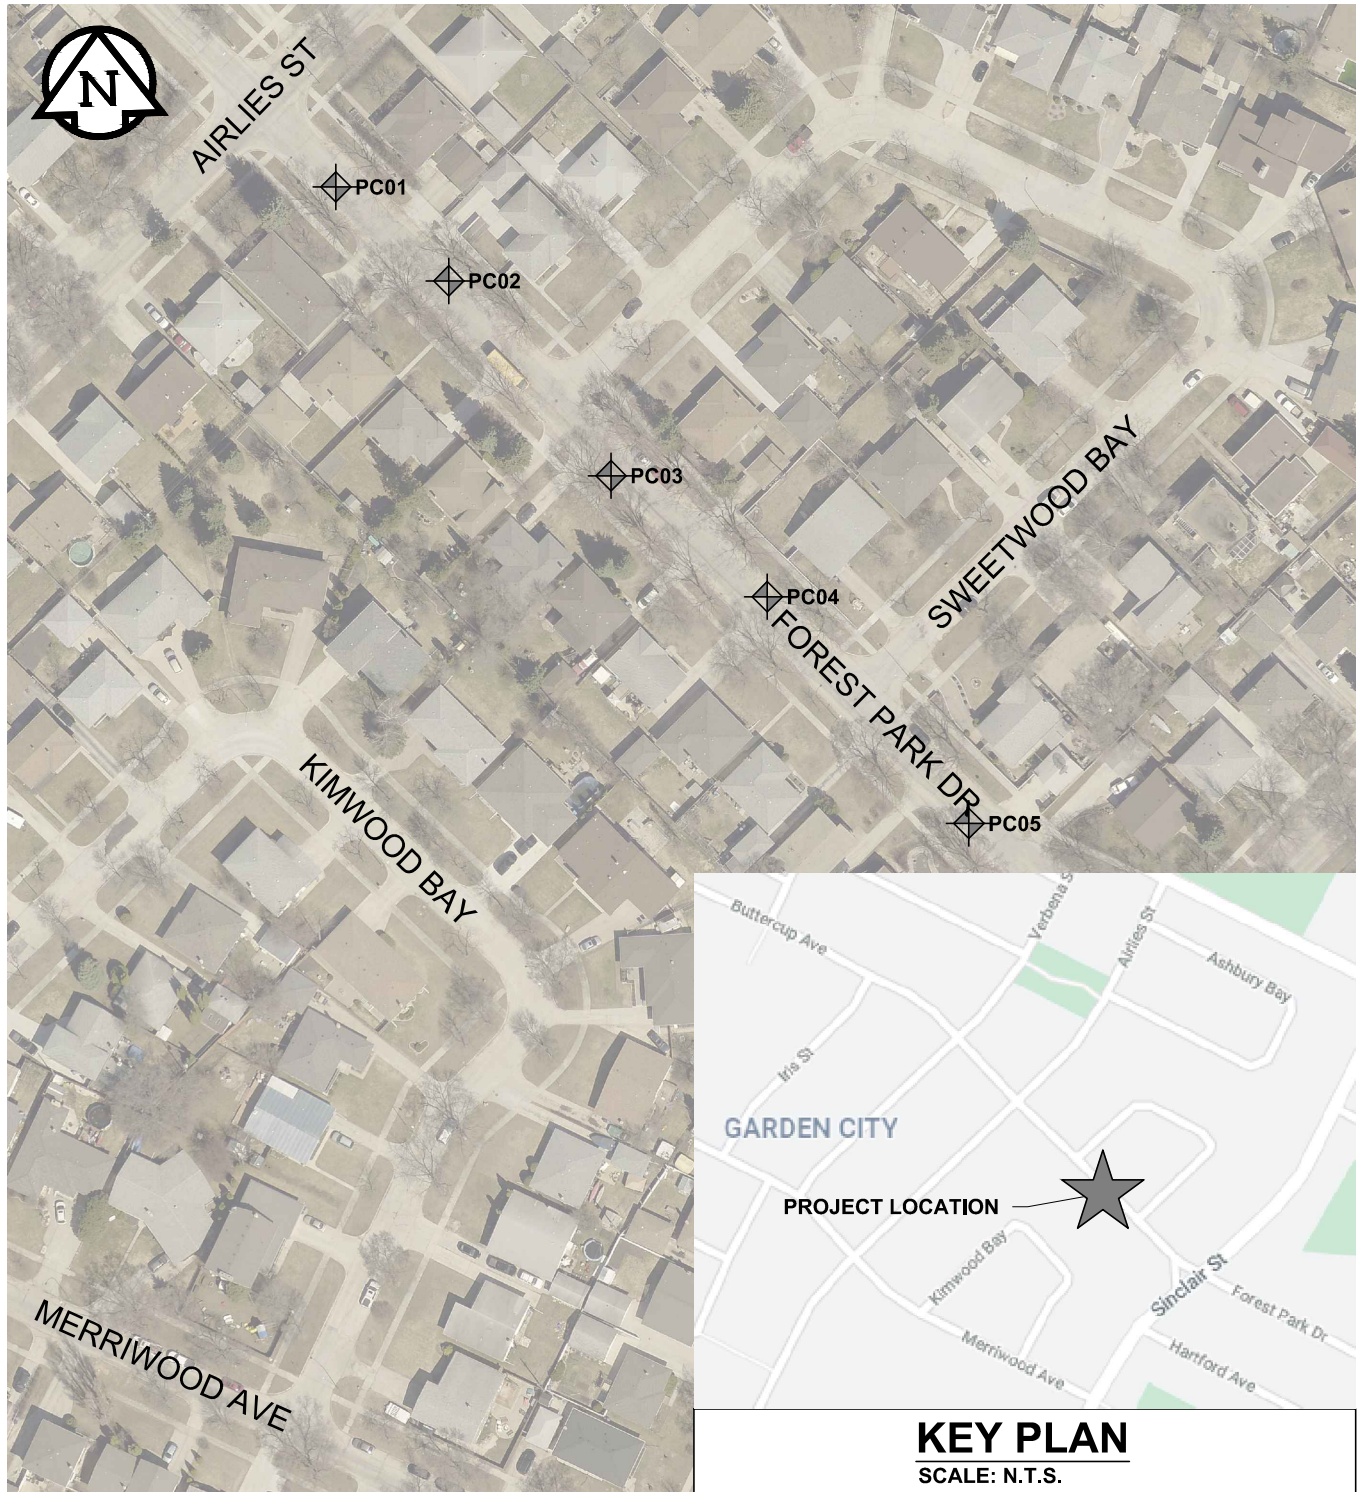 N
AIRLIES ST
PC01
PC02
PC03
SWEETWOOD BAY
PC04
FOREST PARK DR
KIMWOOD BAY
PC05
MERRIWOOD AVE
Buttercup Ave
Verbena S
Airlies St
Ashbury Bay
Iris St
GARDEN CITY
PROJECT LOCATION
Kimwood Bay
Sinclair St
Forest Park Dr
Merriwood Ave
Hartford Ave
KEY PLAN
SCALE: N.T.S.